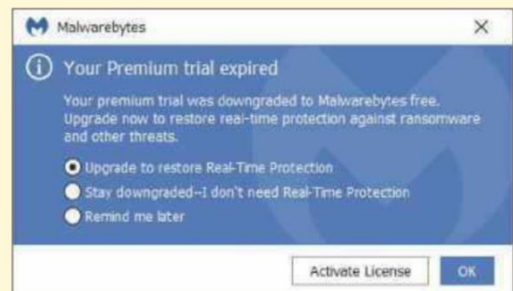 Malwarebytes
Your Premium trial expired
Your premium trial was downgraded to Malwarebytes free.
Upgrade now to restore real-time protection against ransomware
and other threats.
Upgrade to restore Real-Time Protection
Stay downgraded--I don't need Real-Time Protection
Remind me later
Activate License
OK